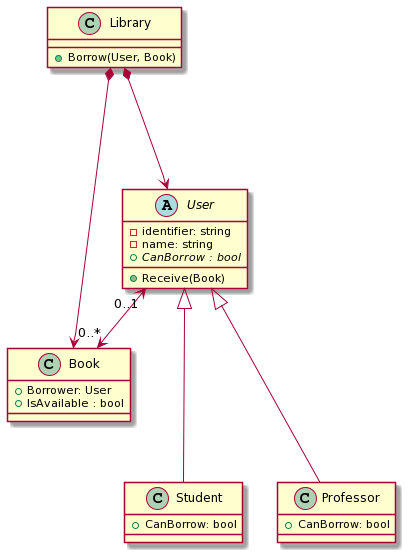 C Library
Borrow(User, Book)
A User
identifier: string
name: string
CanBorrow : bool
Receive(Book)
0..1
0..*
C Book
Borrower: User
IsAvailable : bool
C Student
CanBorrow: bool
C Professor
CanBorrow: bool